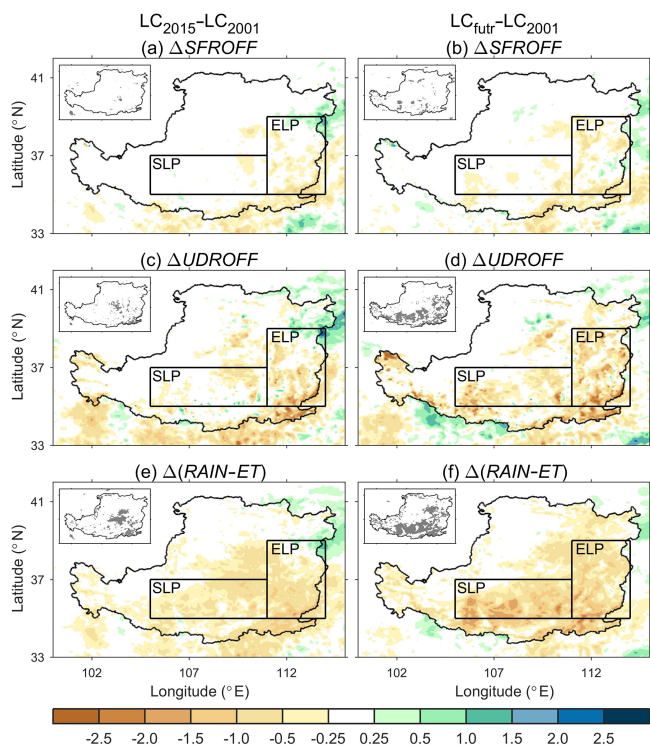 LC2015–LC2001
LCfutr–LC2001
(a) ΔSFROFF
(b) ΔSFROFF
41
37
33
Latitude (°N)
ELP
SLP
ELP
SLP
(c) ΔUDROFF
(d) ΔUDROFF
41
37
33
Latitude (°N)
ELP
SLP
ELP
SLP
(e) Δ(RAIN-ET)
(f) Δ(RAIN-ET)
41
37
33
Latitude (°N)
ELP
SLP
ELP
SLP
102 107 112
102 107 112
Longitude (°E)
Longitude (°E)
-2.5 -2.0 -1.5 -1.0 -0.5 -0.25 0.25 0.5 1.0 1.5 2.0 2.5